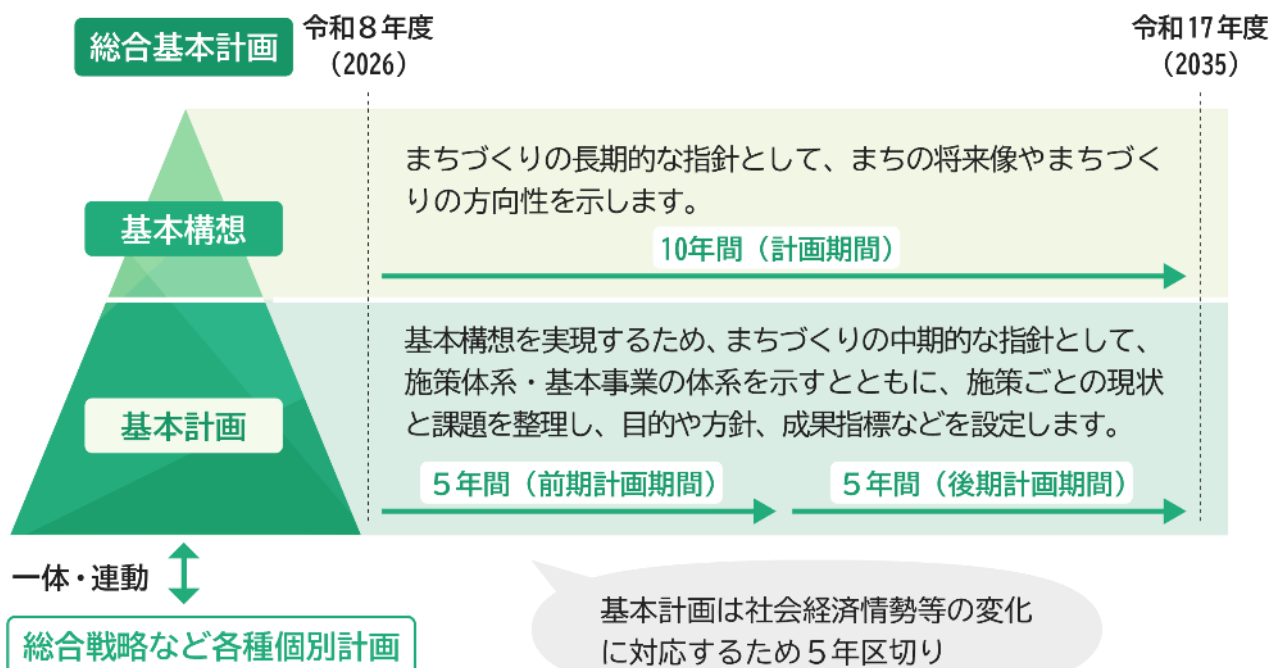 総合基本計画
令和8年度
（2026）
令和17年度
（2035）
基本構想
まちづくりの長期的な指針として、まちの将来像やまちづく
りの方向性を示します。
10年間（計画期間）
基本計画
基本構想を実現するため、まちづくりの中期的な指針として、
施策体系・基本事業の体系を示すとともに、施策ごとの現状
と課題を整理し、目的や方針、成果指標などを設定します。
５年間（前期計画期間）
５年間（後期計画期間）
一体・連動
総合戦略など各種個別計画
基本計画は社会経済情勢等の変化
に対応するため５年区切り